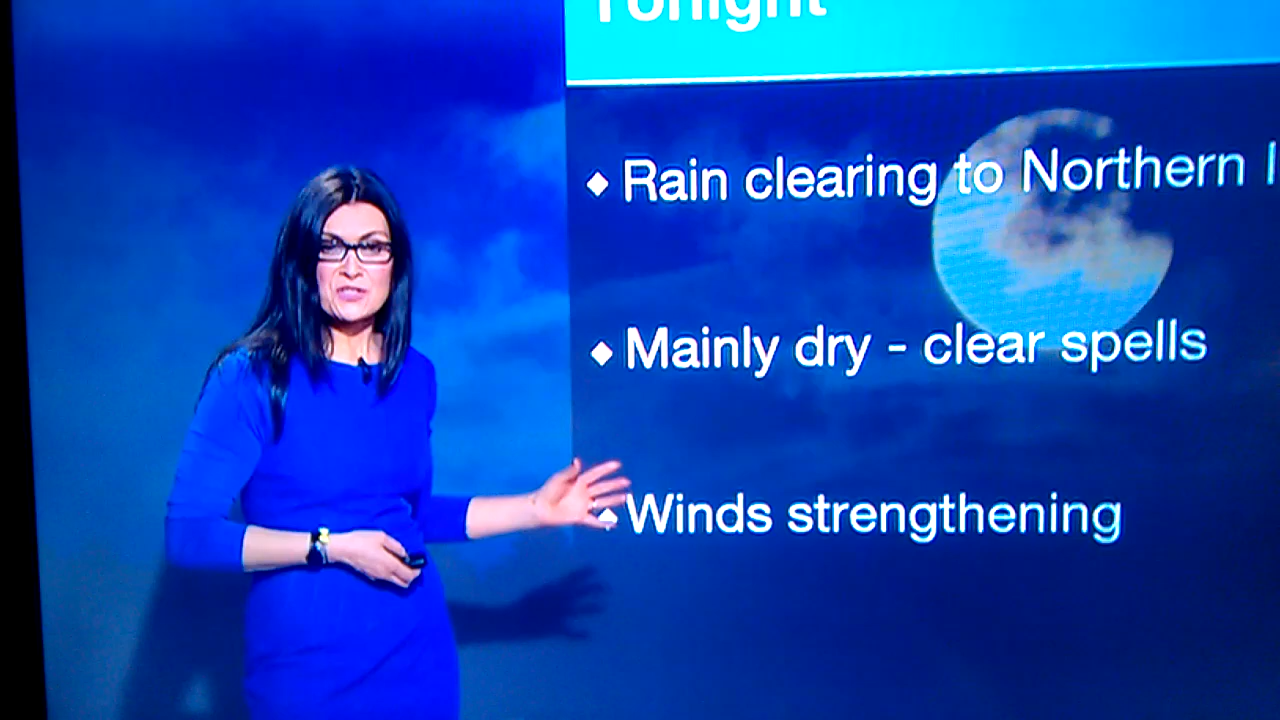 Tonight
Rain clearing to Northern
Mainly dry - clear spells
Winds strengthening